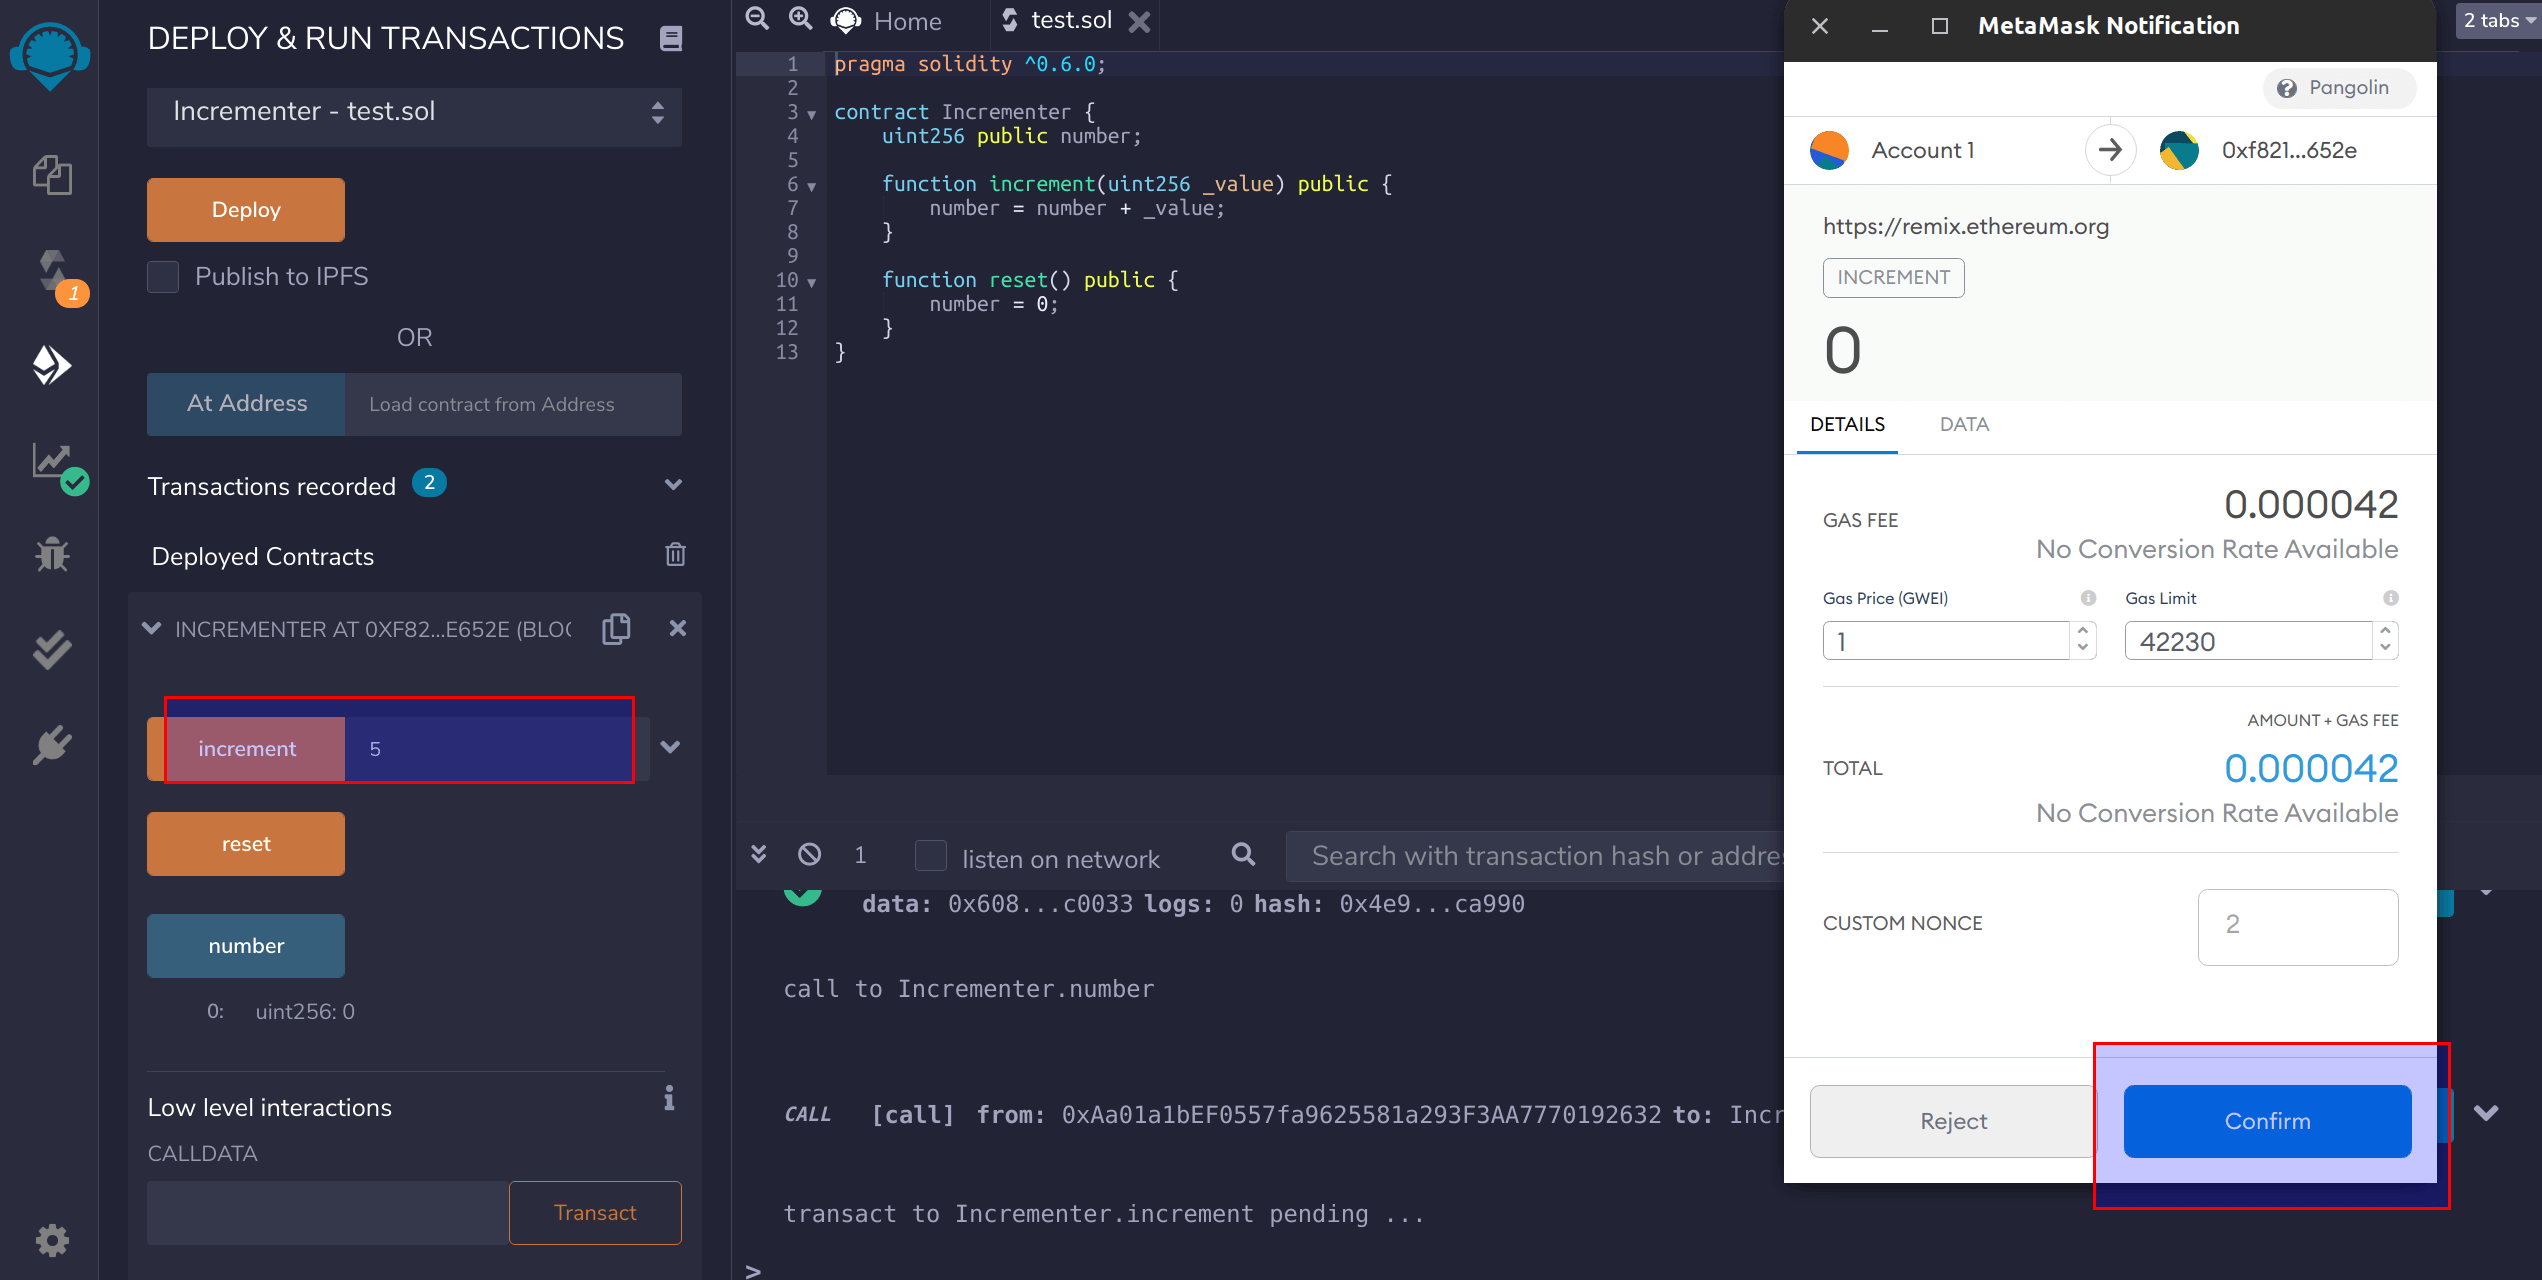 DEPLOY & RUN TRANSACTIONS
Incrementer - test.sol
Deploy
Publish to IPFS
OR
At Address
Load contract from Address
Transactions recorded 2
Deployed Contracts
INCREMENTER AT 0XF82...E652E (BLOC
increment
5
reset
number
0: uint256: 0
Low level interactions
i
CALLDATA
Transact
1
Home
test.sol
2 tabs
1 pragma solidity ^0.6.0;
2
3 contract Incrementer {
4 uint256 public number;
5
6 function increment(uint256 _value) public {
7 number = number + _value;
8 }
9
10 function reset() public {
11 number = 0;
12 }
13 }
1
listen on network
Search with transaction hash or addre
data: 0x608...c0033 logs: 0 hash: 0x4e9...ca990
call to Incrementer.number
CALL [call] from: 0xAa01a1bEF0557fa9625581a293F3AA7770192632 to: Incr
transact to Incrementer.increment pending ...
>
MetaMask Notification
? Pangolin
Account 1
0xf821...652e
https://remix.ethereum.org
INCREMENT
0
DETAILS
DATA
GAS FEE
0.000042
No Conversion Rate Available
Gas Price (GWEI)
Gas Limit
1
42230
AMOUNT + GAS FEE
TOTAL
0.000042
No Conversion Rate Available
CUSTOM NONCE
2
Reject
Confirm